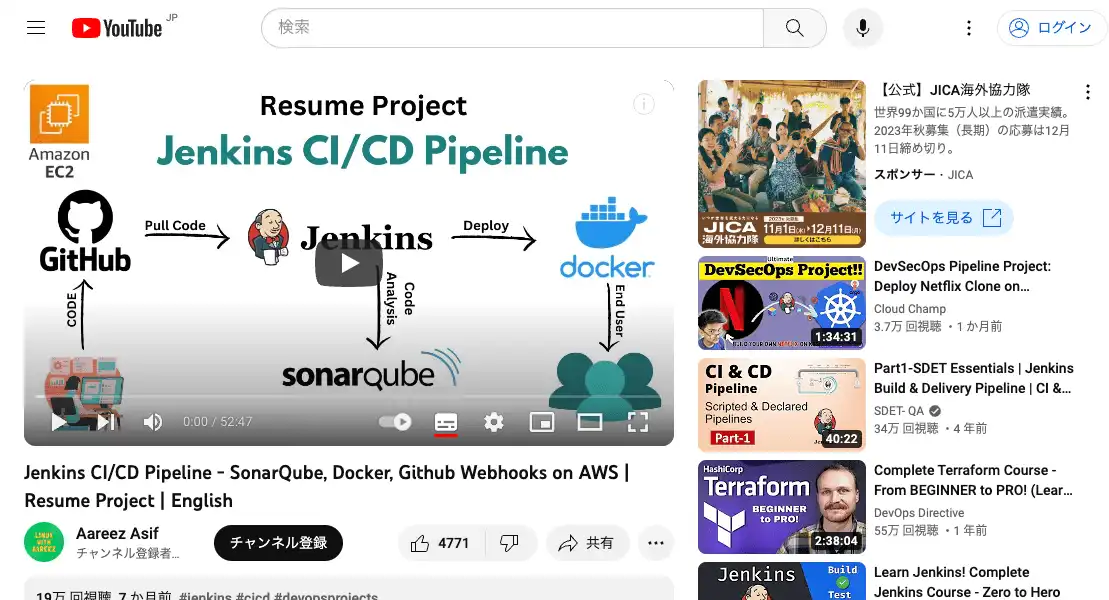 YouTube JP
検索
ログイン
Resume Project
Jenkins CI/CD Pipeline
Amazon
EC2
GitHub
Pull Code
Jenkins
Deploy
docker
CODE
Code
Analysis
End User
sonarqube
0:00 / 52:47
Jenkins CI/CD Pipeline - SonarQube, Docker, Github Webhooks on AWS |
Resume Project | English
Aareez Asif
チャンネル登録者...
LINUX
WITH
AAREEZ
チャンネル登録
4771
共有
19万 回視聴 7 か月前 #jenkins #cicd #devopsprojects
【公式】JICA海外協力隊
世界99か国に5万人以上の派遣実績。
2023年秋募集（長期）の応募は12月
11日締め切り。
スポンサー・JICA
サイトを見る
JICA
海外協力隊
11月1日(水)▸12月11日(月)
詳しくはこちら
Ultimate
DevSecOps Project!!
1:34:31
DevSecOps Pipeline Project:
Deploy Netflix Clone on...
Cloud Champ
3.7万 回視聴 ・1 か月前
CI & CD
Pipeline
Scripted & Declared
Pipelines
Part-1
40:22
Part1-SDET Essentials | Jenkins
Build & Delivery Pipeline | CI &...
SDET- QA
34万 回視聴 ・4 年前
HashiCorp
Terraform
BEGINNER
to PRO!
2:38:04
Complete Terraform Course -
From BEGINNER to PRO! (Lear...
DevOps Directive
55万 回視聴 ・1 年前
Jenkins
Build
Test
Learn Jenkins! Complete
Jenkins Course - Zero to Hero